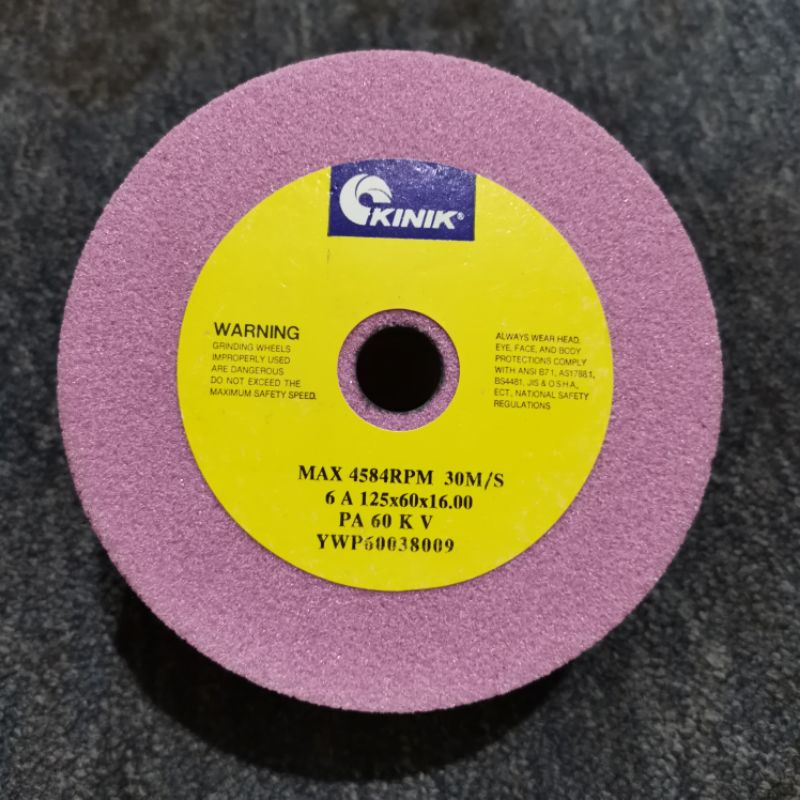 KINIK®
WARNING
GRINDING WHEELS
IMPROPERLY USED
ARE DANGEROUS
DO NOT EXCEED THE
MAXIMUM SAFETY SPEED.
ALWAYS WEAR HEAD,
EYE, FACE, AND BODY
PROTECTIONS COMPLY
WITH ANSI B7.1, AS1788.1,
BS4481, JIS & O S H A,
ECT, NATIONAL SAFETY
REGULATIONS
MAX 4584RPM 30M/S
6 A 125x60x16.00
PA 60 K V
YWP60038009